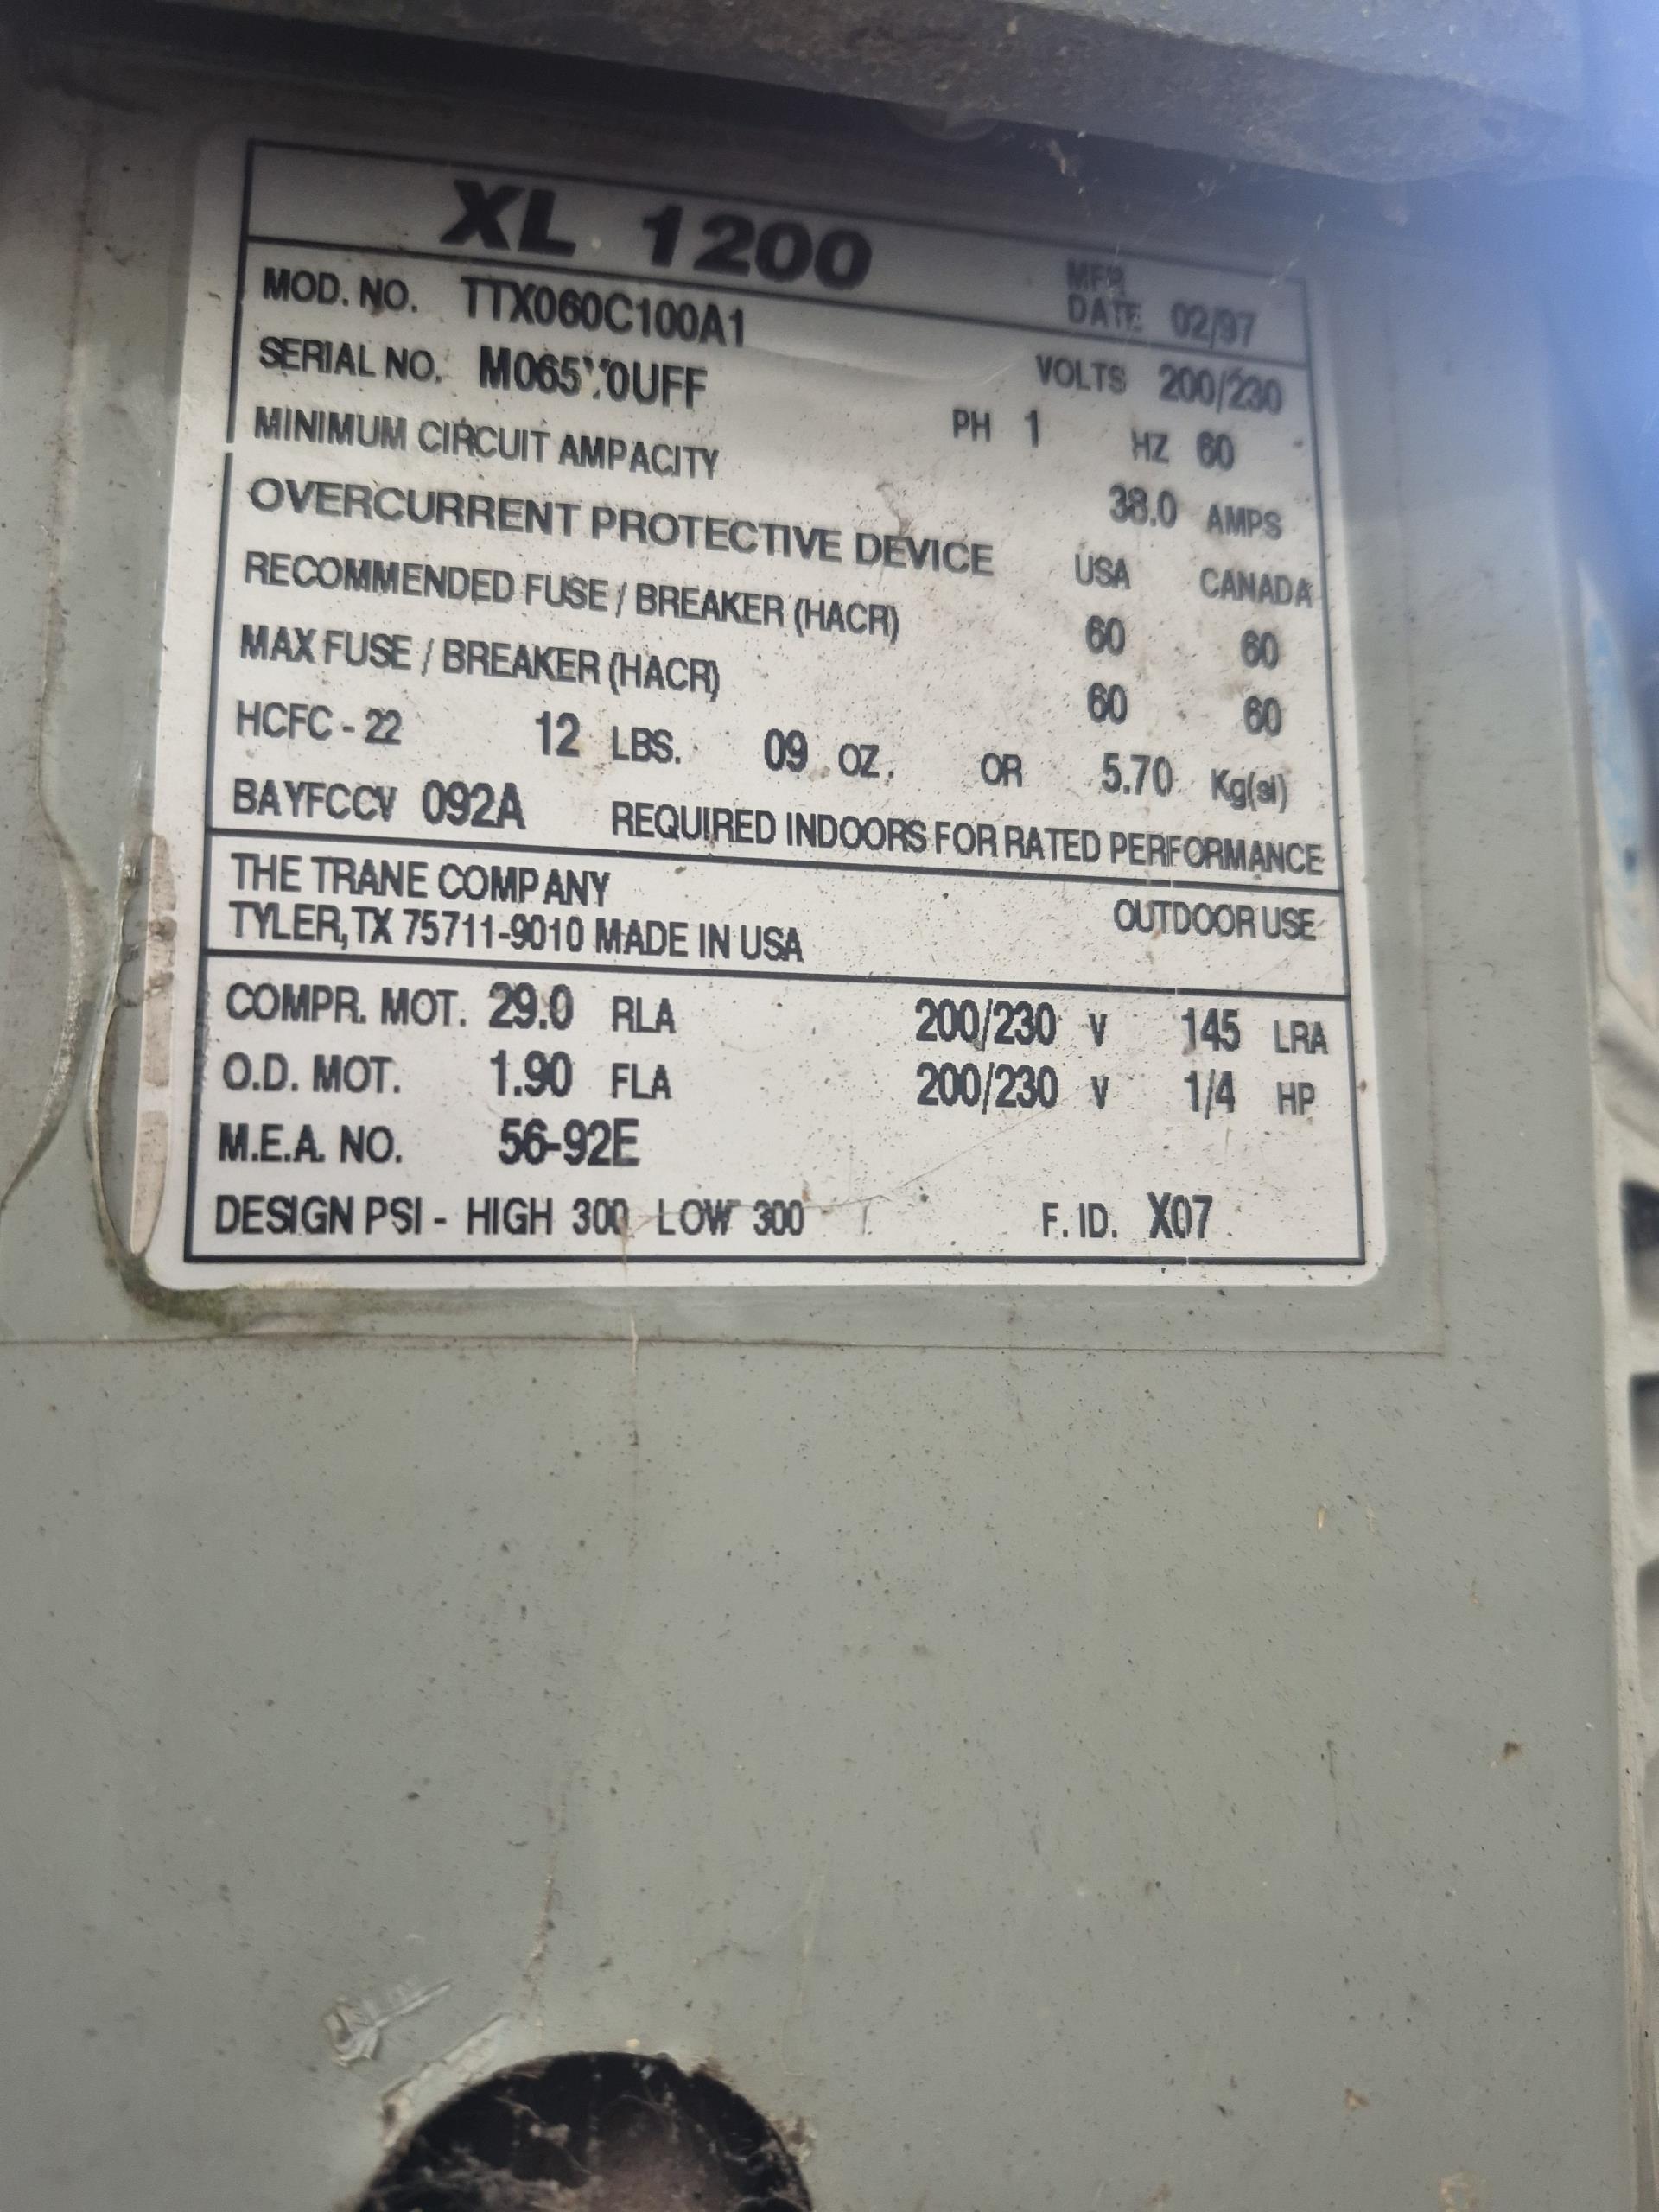 XL 1200
MFR
DATE 02/97
MOD. NO. TTX060C100A1
VOLTS 200/230
SERIAL NO.
PH 1 HZ 60
MINIMUM CIRCUIT AMPACITY 38.0 AMPS
OVERCURRENT PROTECTIVE DEVICE USA CANADA
RECOMMENDED FUSE / BREAKER (HACR) 60 60
MAX FUSE / BREAKER (HACR) 60 60
HCFC - 22 12 LBS. 09 OZ. OR 5.70 Kg(si)
BAYFCCV 092A REQUIRED INDOORS FOR RATED PERFORMANCE
THE TRANE COMPANY
TYLER, TX 75711-9010 MADE IN USA
OUTDOOR USE
COMPR. MOT. 29.0 RLA 200/230 V 145 LRA
O.D. MOT. 1.90 FLA 200/230 V 1/4 HP
M.E.A. NO. 56-92E
DESIGN PSI - HIGH 300 LOW 300 F. ID. X07